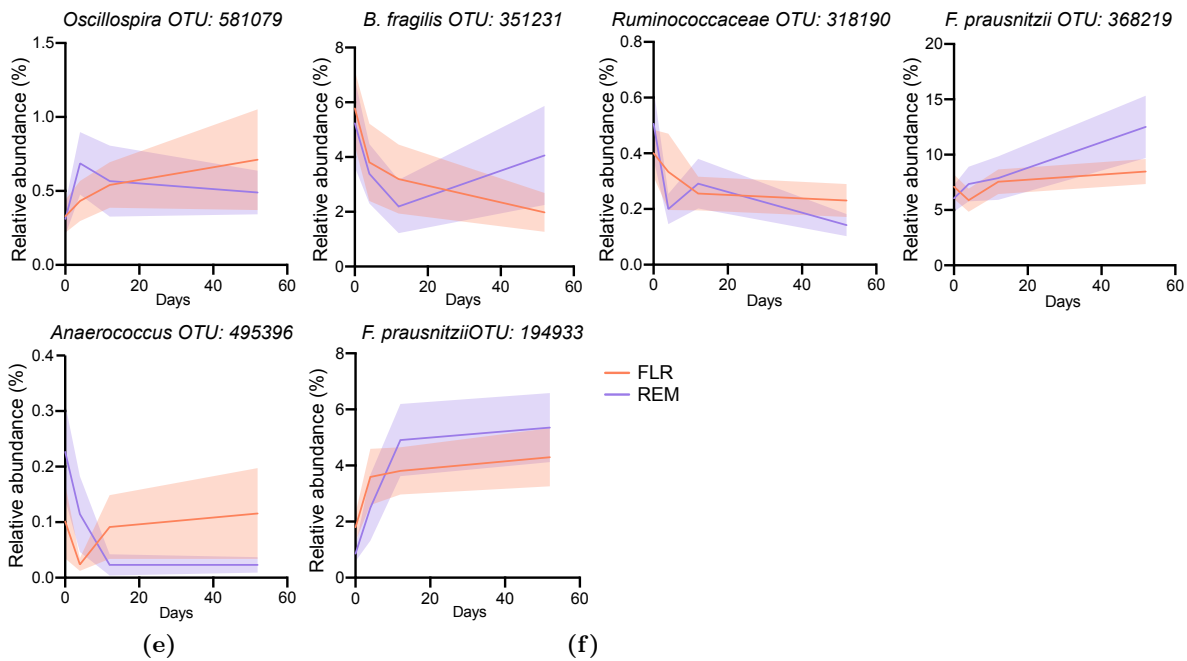 Oscillospira OTU: 581079
B. fragilis OTU: 351231
Ruminococcaceae OTU: 318190
F. prausnitzii OTU: 368219
Relative abundance (%)
1.5
1.0
0.5
0.0
0 20 40 60
Days
Relative abundance (%)
8
6
4
2
0
0 20 40 60
Days
Relative abundance (%)
0.8
0.6
0.4
0.2
0.0
0 20 40 60
Days
Relative abundance (%)
20
15
10
5
0
0 20 40 60
Days
Anaerococcus OTU: 495396
F. prausnitziiOTU: 194933
Relative abundance (%)
0.4
0.3
0.2
0.1
0.0
0 20 40 60
Days
Relative abundance (%)
8
6
4
2
0
0 20 40 60
Days
FLR
REM
(e)
(f)